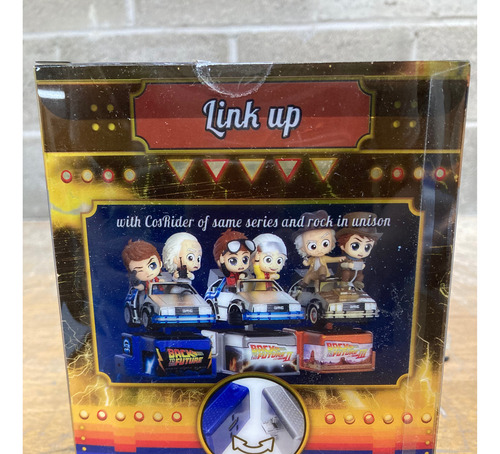 Link up
with CosRider of same series and rock in unison
BACK
TO THE
FUTURE
BACK
TO THE
FUTURE II
BACK
TO THE
FUTURE III